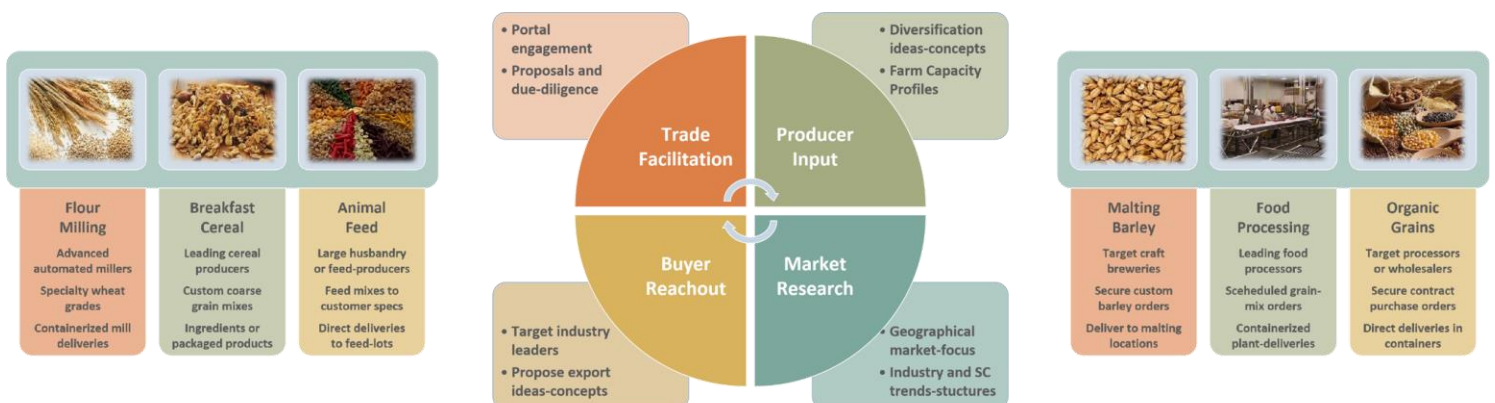 Flour
Milling
Advanced
automated millers
Specialty wheat
grades
Containerized mill
deliveries
Breakfast
Cereal
Leading cereal
producers
Custom coarse
grain mixes
Ingredients or
packaged products
Animal
Feed
Large husbandry
or feed-producers
Feed mixes to
customer specs
Direct deliveries
to feed-lots
• Portal
engagement
• Proposals and
due-diligence
• Diversification
ideas-concepts
• Farm Capacity
Profiles
Trade
Facilitation
Producer
Input
Buyer
Reachout
Market
Research
• Target industry
leaders
• Propose export
ideas-concepts
• Geographical
market-focus
• Industry and SC
trends-stuctures
Malting
Barley
Target craft
breweries
Secure custom
barley orders
Deliver to malting
locations
Food
Processing
Leading food
processors
Sceheduled grain-
mix orders
Containerized
plant-deliveries
Organic
Grains
Target processors
or wholesalers
Secure contract
purchase orders
Direct deliveries in
containers